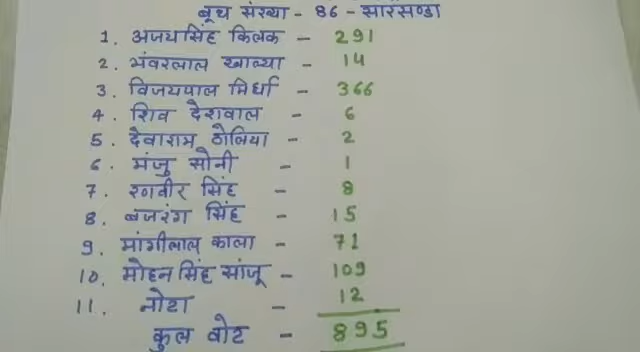 बूथ संख्या - 86 - सारसण्डा
1. अजयसिंह किलक - 291
2. भंवरलाल खाल्या - 14
3. विजयपाल मिर्धा - 366
4. शिव देशवाल - 6
5. देवाराम ठोलिया - 2
6. मंजु सोनी - 1
7. रणवीर सिंह - 8
8. बजरंग सिंह - 15
9. मांगीलाल काला - 71
10. मोहनसिंह सांजू - 109
11. नोटा - 12
कुल वोट - 895